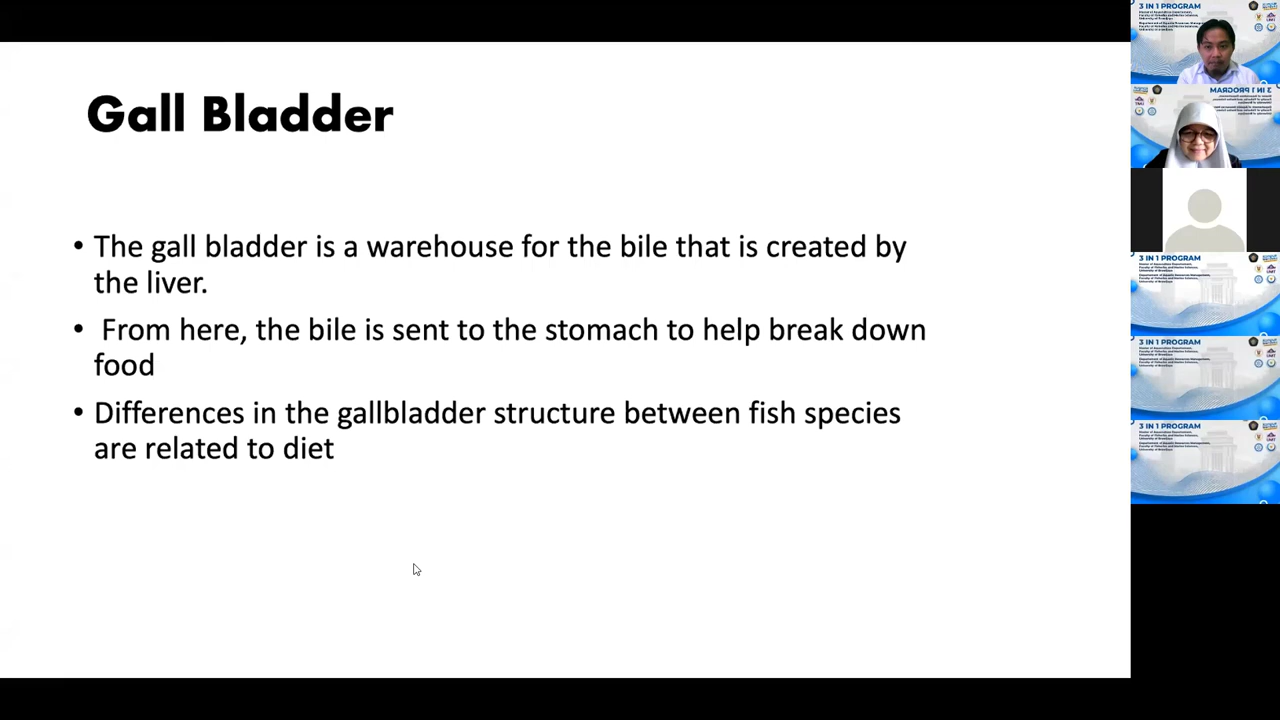 Gall Bladder
• The gall bladder is a warehouse for the bile that is created by
the liver.
• From here, the bile is sent to the stomach to help break down
food
• Differences in the gallbladder structure between fish species
are related to diet
3 IN 1 PROGRAM
3 IN 1 PROGRAM
3 IN 1 PROGRAM
3 IN 1 PROGRAM
3 IN 1 PROGRAM